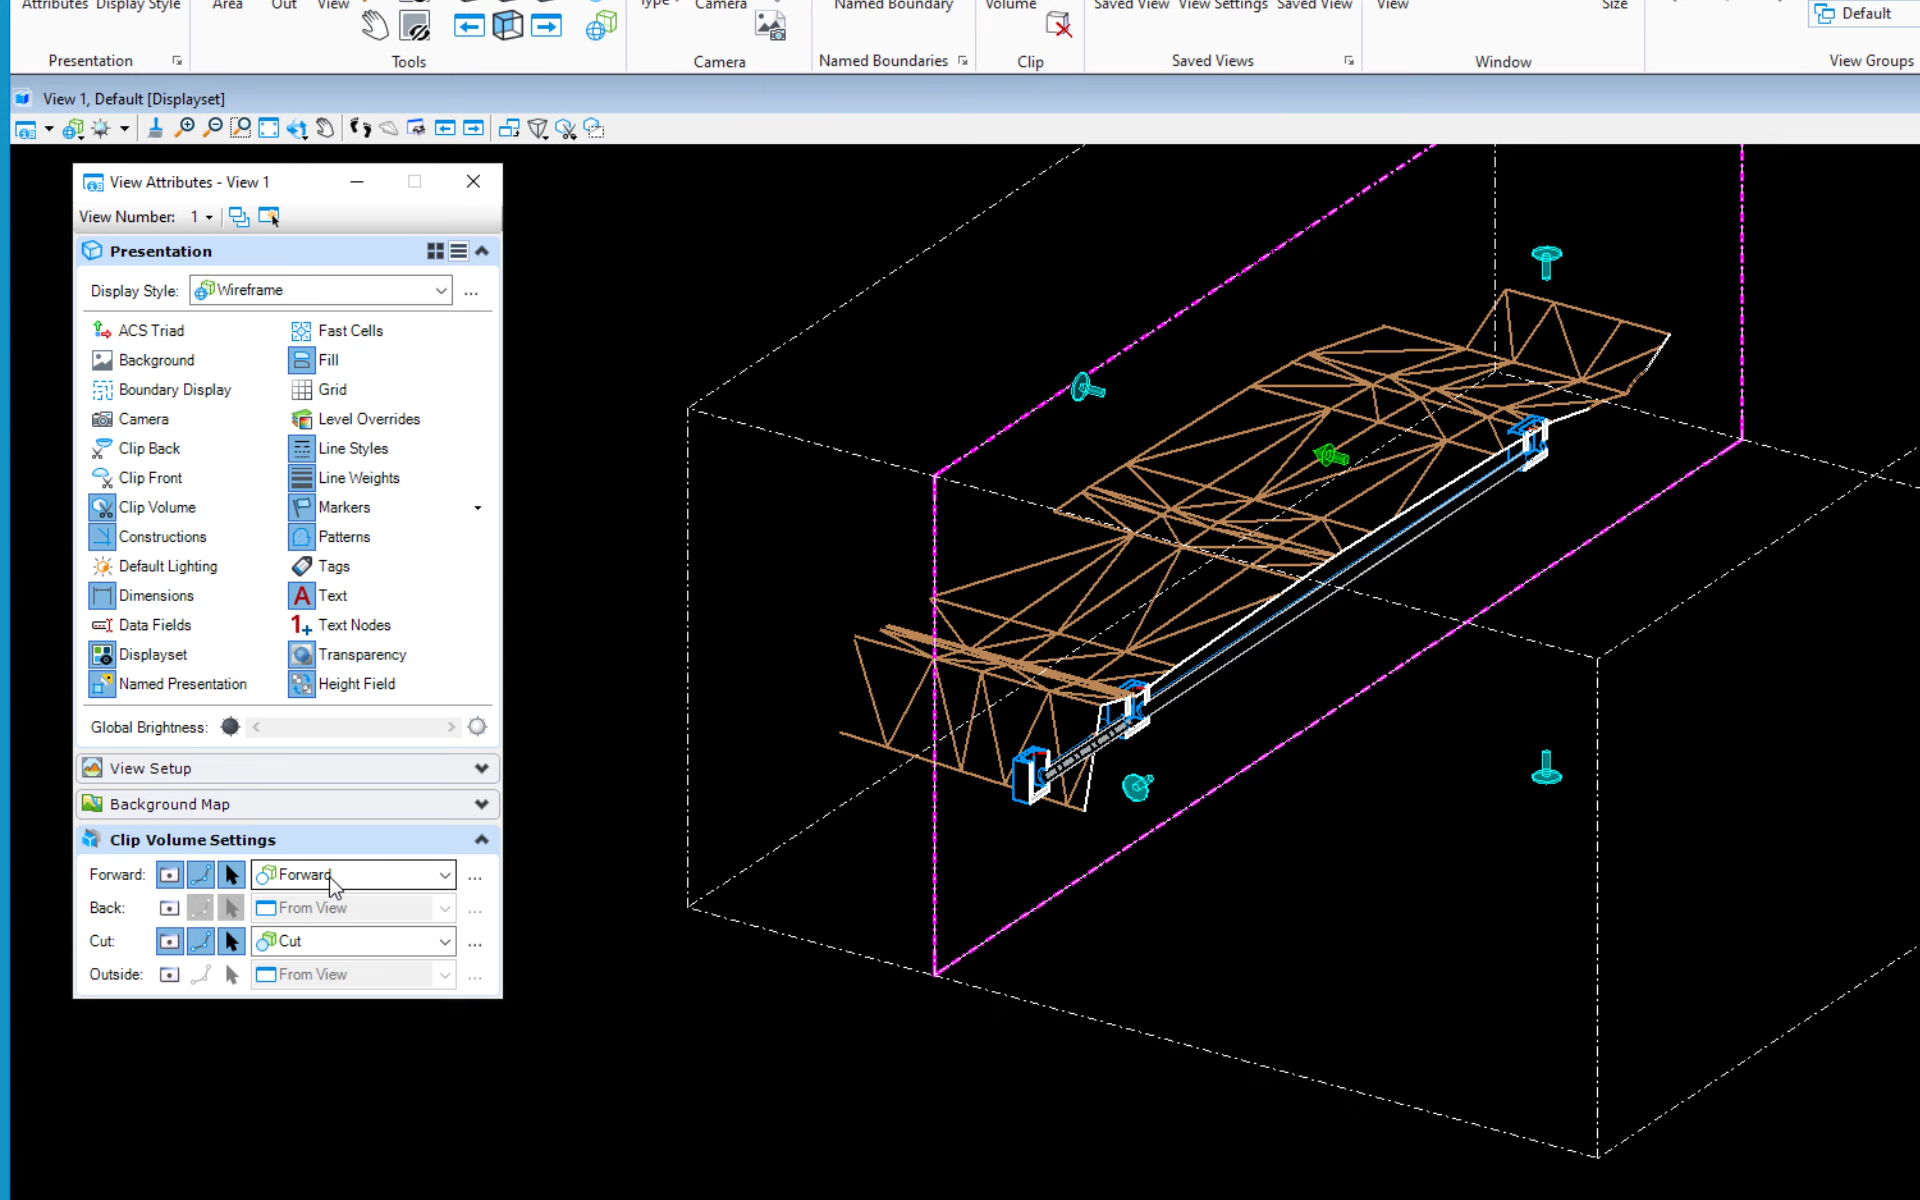 Attributes Display Style
Area Out View
Camera
Named Boundary
Volume
Saved View View Settings Saved View
View
Size
Default
Presentation
Tools
Camera
Named Boundaries
Clip
Saved Views
Window
View Groups
View 1, Default [Displayset]
View Attributes - View 1
View Number: 1
Presentation
Display Style: Wireframe ...
ACS Triad Fast Cells
Background Fill
Boundary Display Grid
Camera Level Overrides
Clip Back Line Styles
Clip Front Line Weights
Clip Volume Markers
Constructions Patterns
Default Lighting Tags
Dimensions Text
Data Fields Text Nodes
Displayset Transparency
Named Presentation Height Field
Global Brightness:
View Setup
Background Map
Clip Volume Settings
Forward: Forward ...
Back: From View ...
Cut: Cut ...
Outside: From View ...